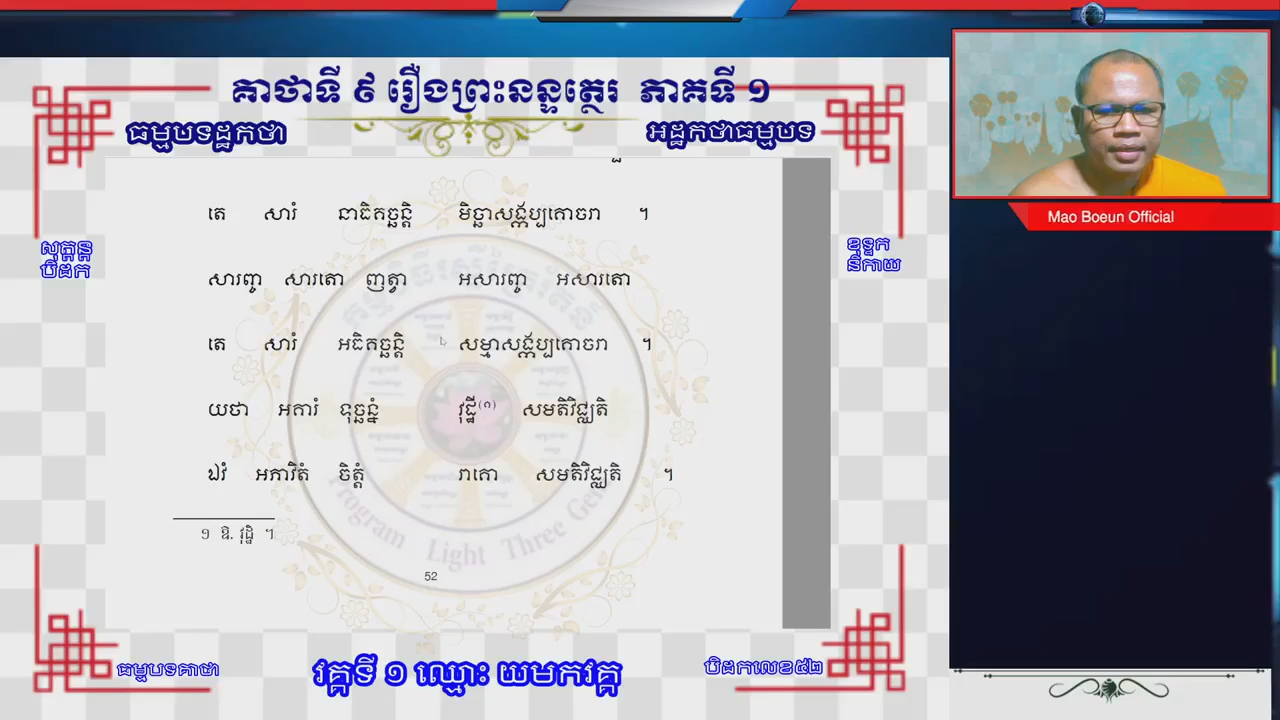 គាថាទី ៩ រឿងព្រះនន្ទត្ថេរ ភាគទី ១
ធម្មបទដ្ឋកថា
អដ្ឋកថាធម្មបទ
សុត្តន្ត
បិដក
ខុទ្ទក
និកាយ
Mao Boeun Official
តេ សារំ នាធិគច្ឆន្តិ មិច្ឆាសង្កប្បគោចរា ។
សារញ្ច សារតោ ញត្វា អសារញ្ច អសារតោ
តេ សារំ អធិគច្ឆន្តិ សម្មាសង្កប្បគោចរា ។
យថា អគារំ ទុច្ឆន្នំ វុដ្ឋី(១) សមតិវិជ្ឈតិ
ឯវំ អភាវិតំ ចិត្តំ រាគោ សមតិវិជ្ឈតិ ។
១ ឱ. វុដ្ឋិ ។
52
Program Light Three Ge
ធម្មបទគាថា
វគ្គទី ១ ឈ្មោះ យមកវគ្គ
បិដកលេខ៥២